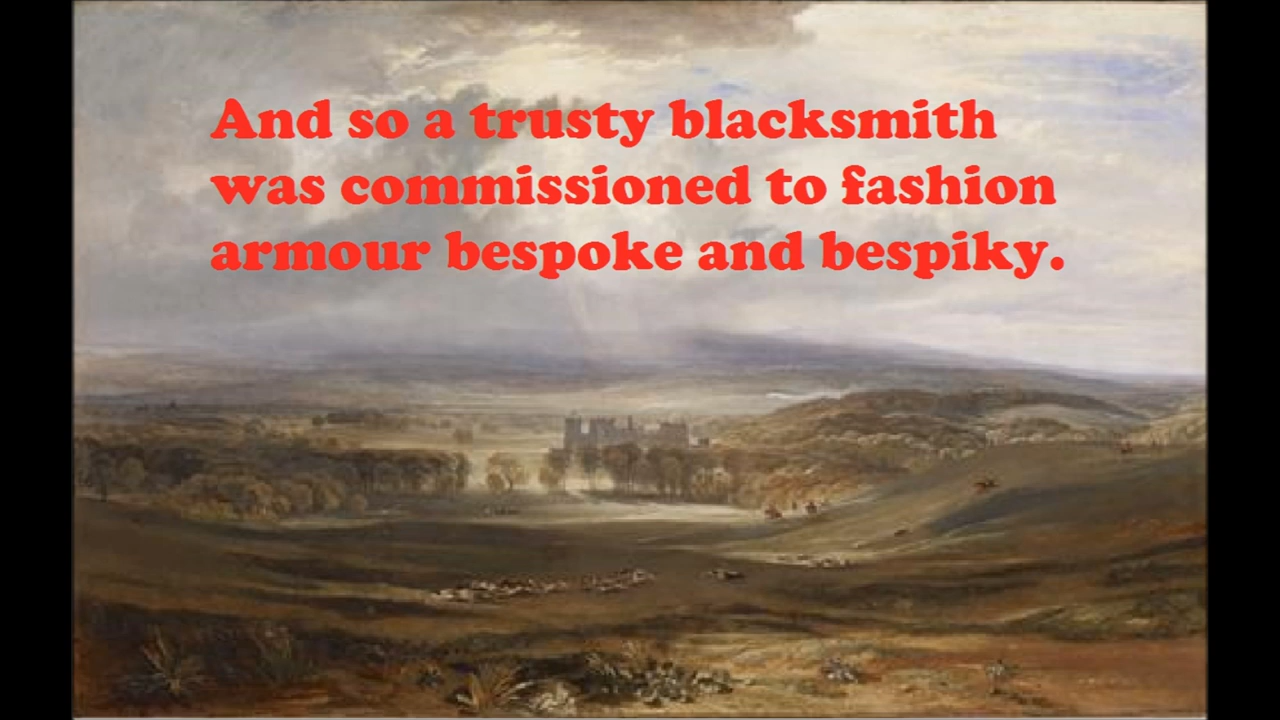 And so a trusty blacksmith
was commissioned to fashion
armour bespoke and bespiky.